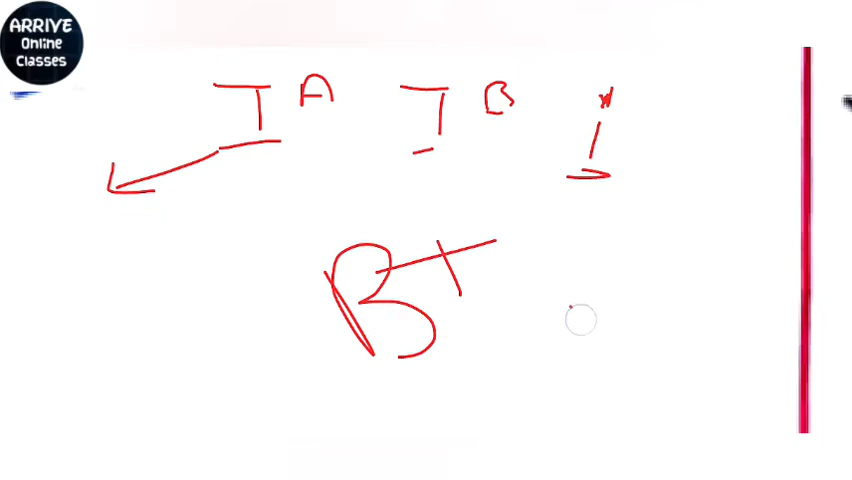 ARRIVE
Online
Classes
I A I B i
B+